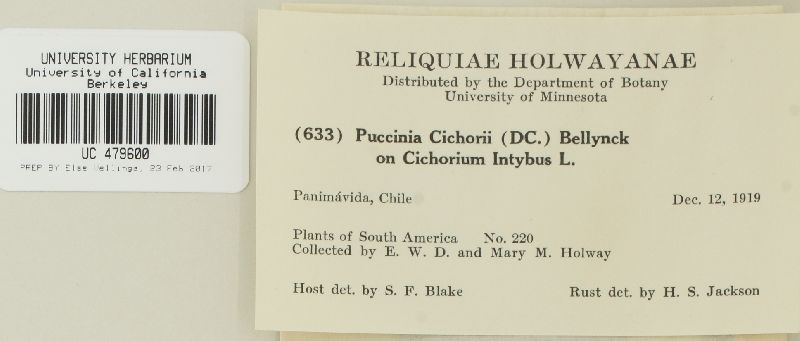 UNIVERSITY HERBARIUM
University of California
Berkeley
UC 479600
PREP BY Else Vellinga, 23 Feb 2017
RELIQUIAE HOLWAYANAE
Distributed by the Department of Botany
University of Minnesota
(633) Puccinia Cichorii (DC.) Bellynck
on Cichorium Intybus L.
Panimávida, Chile Dec. 12, 1919
Plants of South America No. 220
Collected by E. W. D. and Mary M. Holway
Host det. by S. F. Blake Rust det. by H. S. Jackson